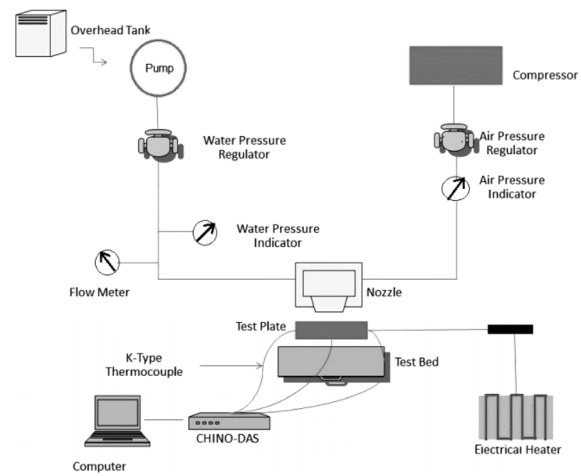 Overhead Tank
Pump
Compressor
Water Pressure
Regulator
Air Pressure
Regulator
Air Pressure
Indicator
Water Pressure
Indicator
Flow Meter
Nozzle
Test Plate
K-Type
Thermocouple
Test Bed
CHINO-DAS
Computer
Electrical Heater